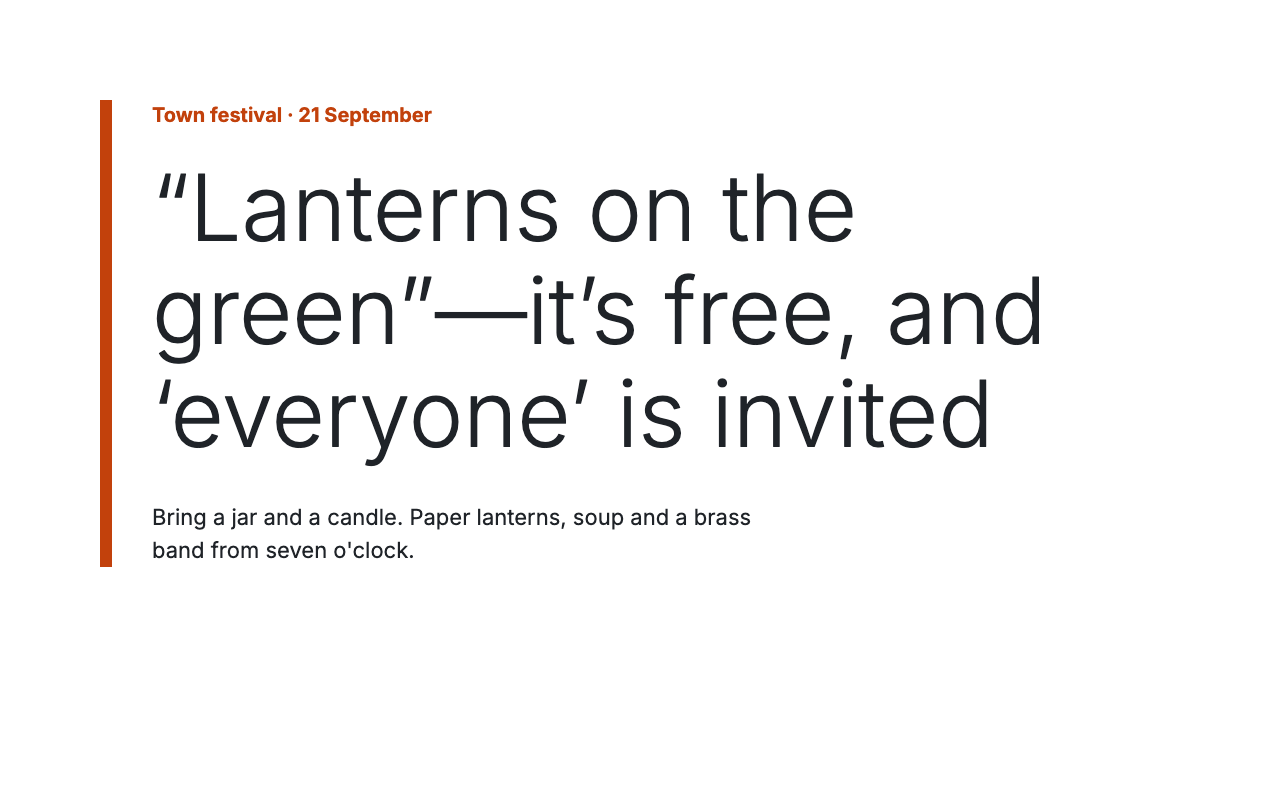 Town festival · 21 September
“Lanterns on the
green”—it’s free, and
‘everyone’ is invited
Bring a jar and a candle. Paper lanterns, soup and a brass
band from seven o'clock.